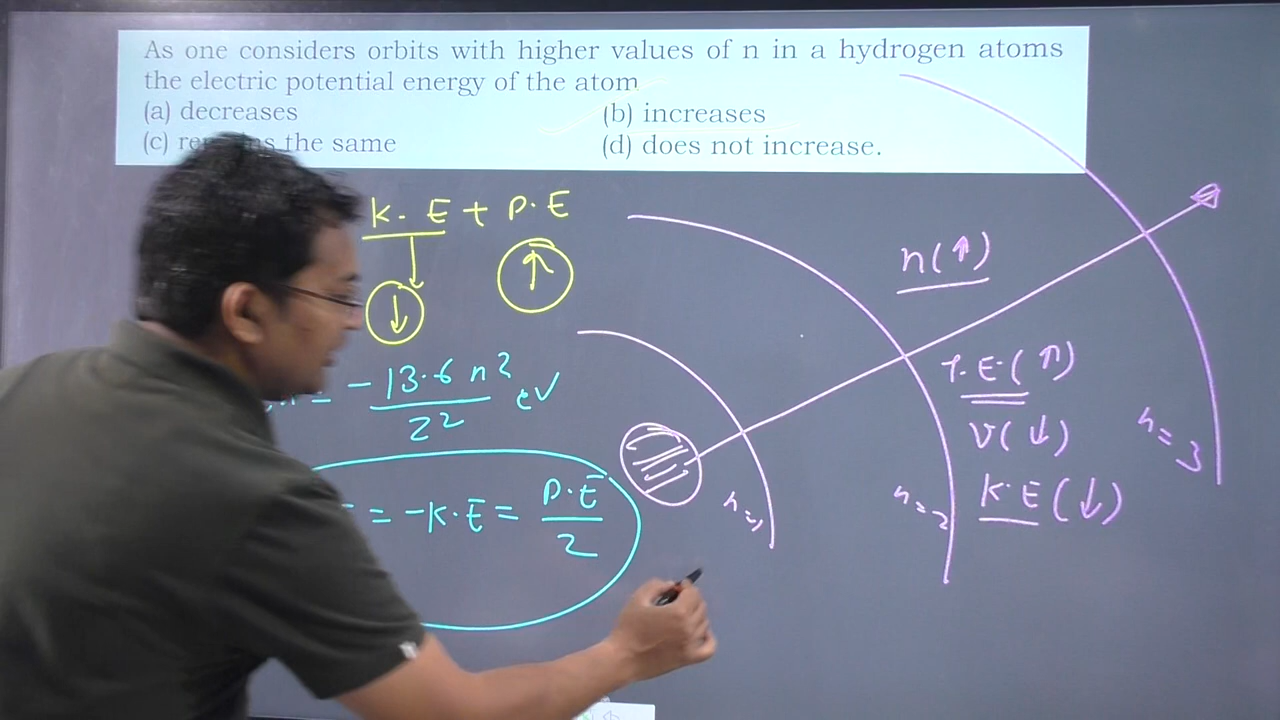 As one considers orbits with higher values of n in a hydrogen atoms
the electric potential energy of the atom
(a) decreases (b) increases
(c) the same (d) does not increase.
K.E + P.E
↓ ↑
n(↑)
= -13.6 n² / Z² eV
T.E.(↑)
v(↓)
K.E(↓)
= -K.E = P.E / 2
n=1
n=2
n=3